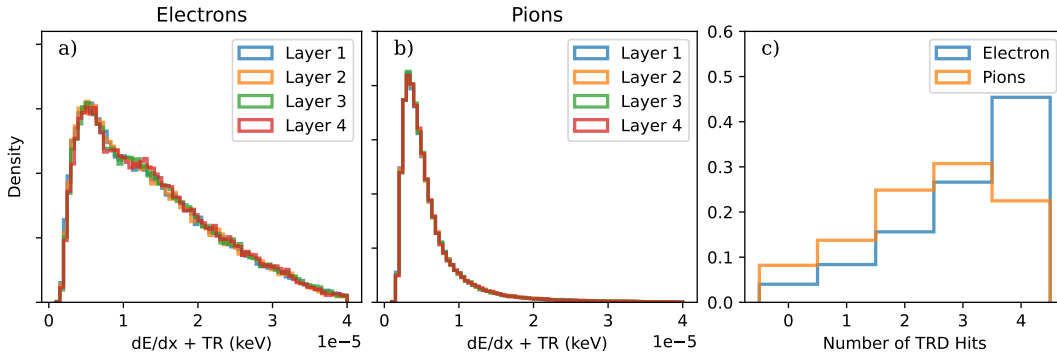 Electrons
Pions
a)
Layer 1
Layer 2
Layer 3
Layer 4
b)
Layer 1
Layer 2
Layer 3
Layer 4
c)
Electron
Pions
Density
0.6
0.5
0.4
0.3
0.2
0.1
0.0
0 1 2 3 4
1e−5
dE/dx + TR (keV)
0 1 2 3 4
1e−5
dE/dx + TR (keV)
0 1 2 3 4
Number of TRD Hits